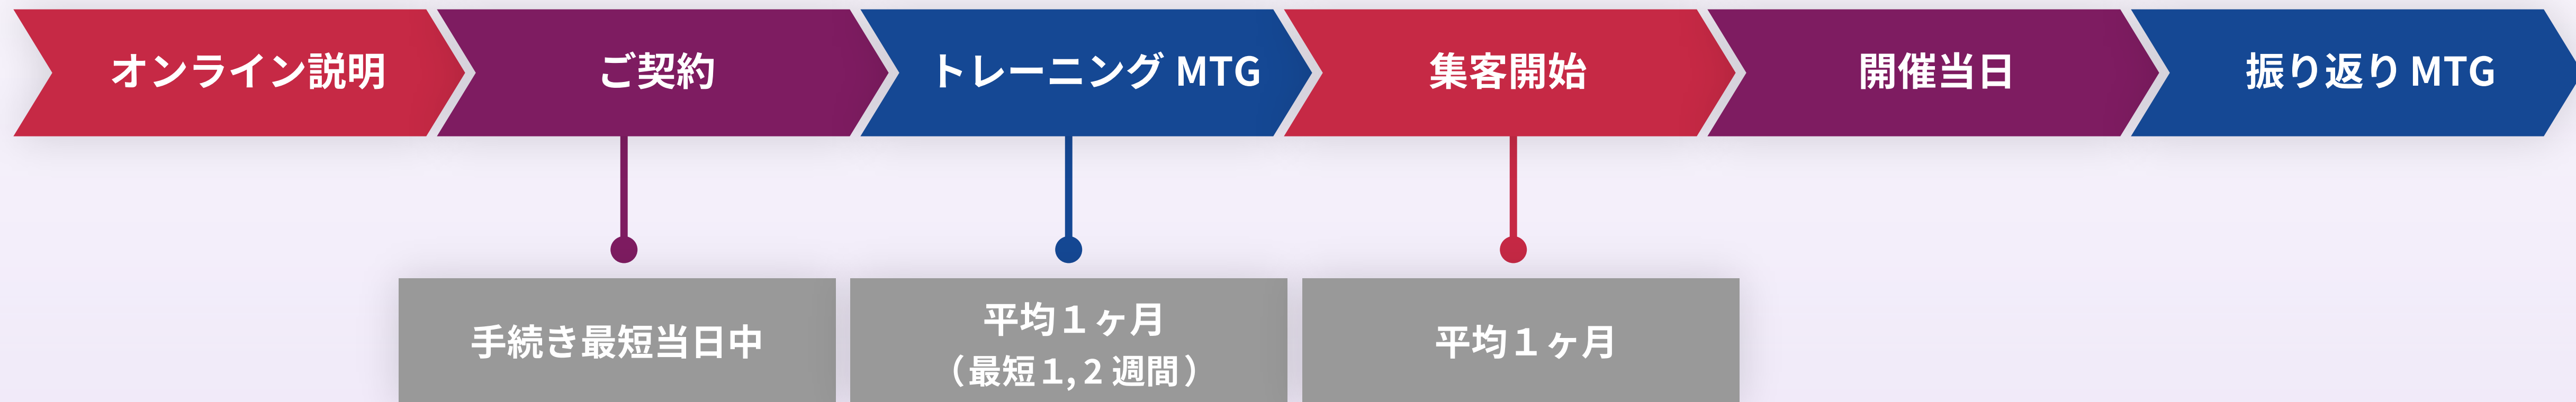 オンライン説明
ご契約
トレーニング MTG
集客開始
開催当日
振り返り MTG
手続き最短当日中
平均１ヶ月
（最短１, 2 週間）
平均１ヶ月